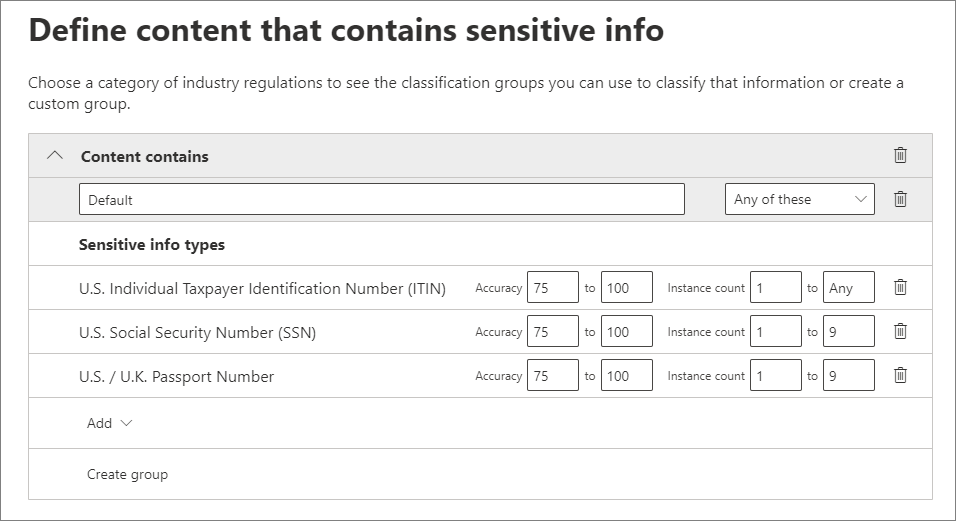 Define content that contains sensitive info
Choose a category of industry regulations to see the classification groups you can use to classify that information or create a
custom group.
Content contains
Default Any of these
Sensitive info types
U.S. Individual Taxpayer Identification Number (ITIN) Accuracy 75 to 100 Instance count 1 to Any
U.S. Social Security Number (SSN) Accuracy 75 to 100 Instance count 1 to 9
U.S. / U.K. Passport Number Accuracy 75 to 100 Instance count 1 to 9
Add
Create group